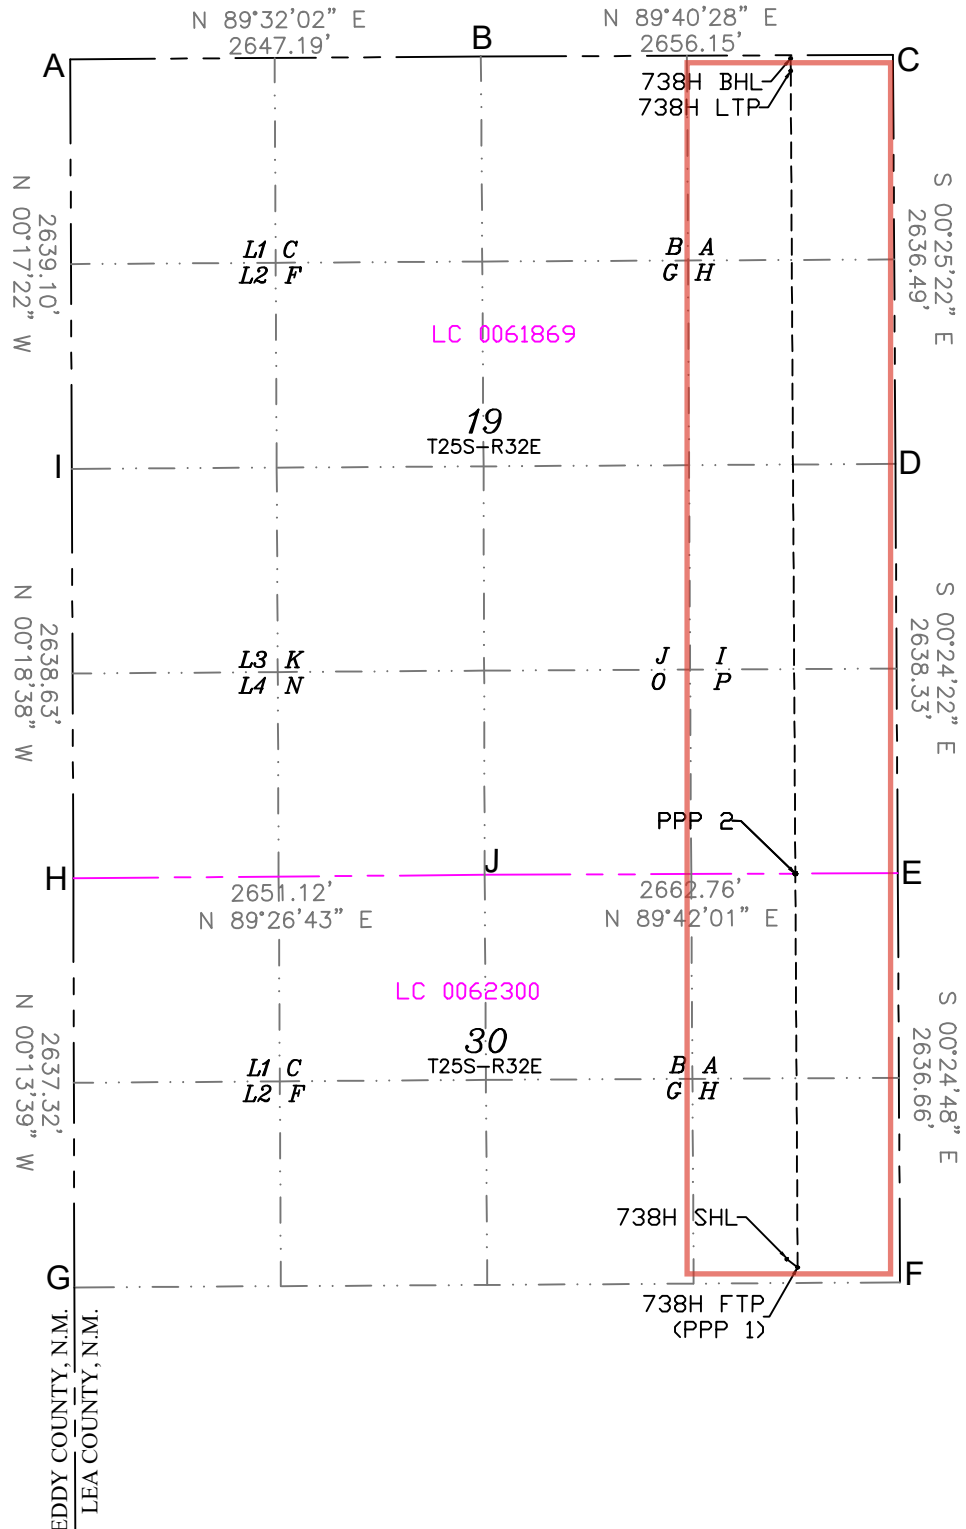 N 89°32'02" E
2647.19'
B
N 89°40'28" E
2656.15'
A
C
738H BHL
738H LTP
N 00°17'22" W
2639.10'
S 00°25'22" E
2636.49'
L1 C
L2 F
B A
G H
LC 0061869
19
T25S-R32E
I
D
N 00°18'38" W
2638.63'
S 00°24'22" E
2638.33'
L3 K
L4 N
J I
O P
PPP 2
H
J
E
2651.12'
N 89°26'43" E
2662.76'
N 89°42'01" E
LC 0062300
30
T25S-R32E
N 00°13'39" W
2637.32'
S 00°24'48" E
2636.66'
L1 C
L2 F
B A
G H
738H SHL
G
F
738H FTP
(PPP 1)
LEA COUNTY, N.M.
EDDY COUNTY, N.M.